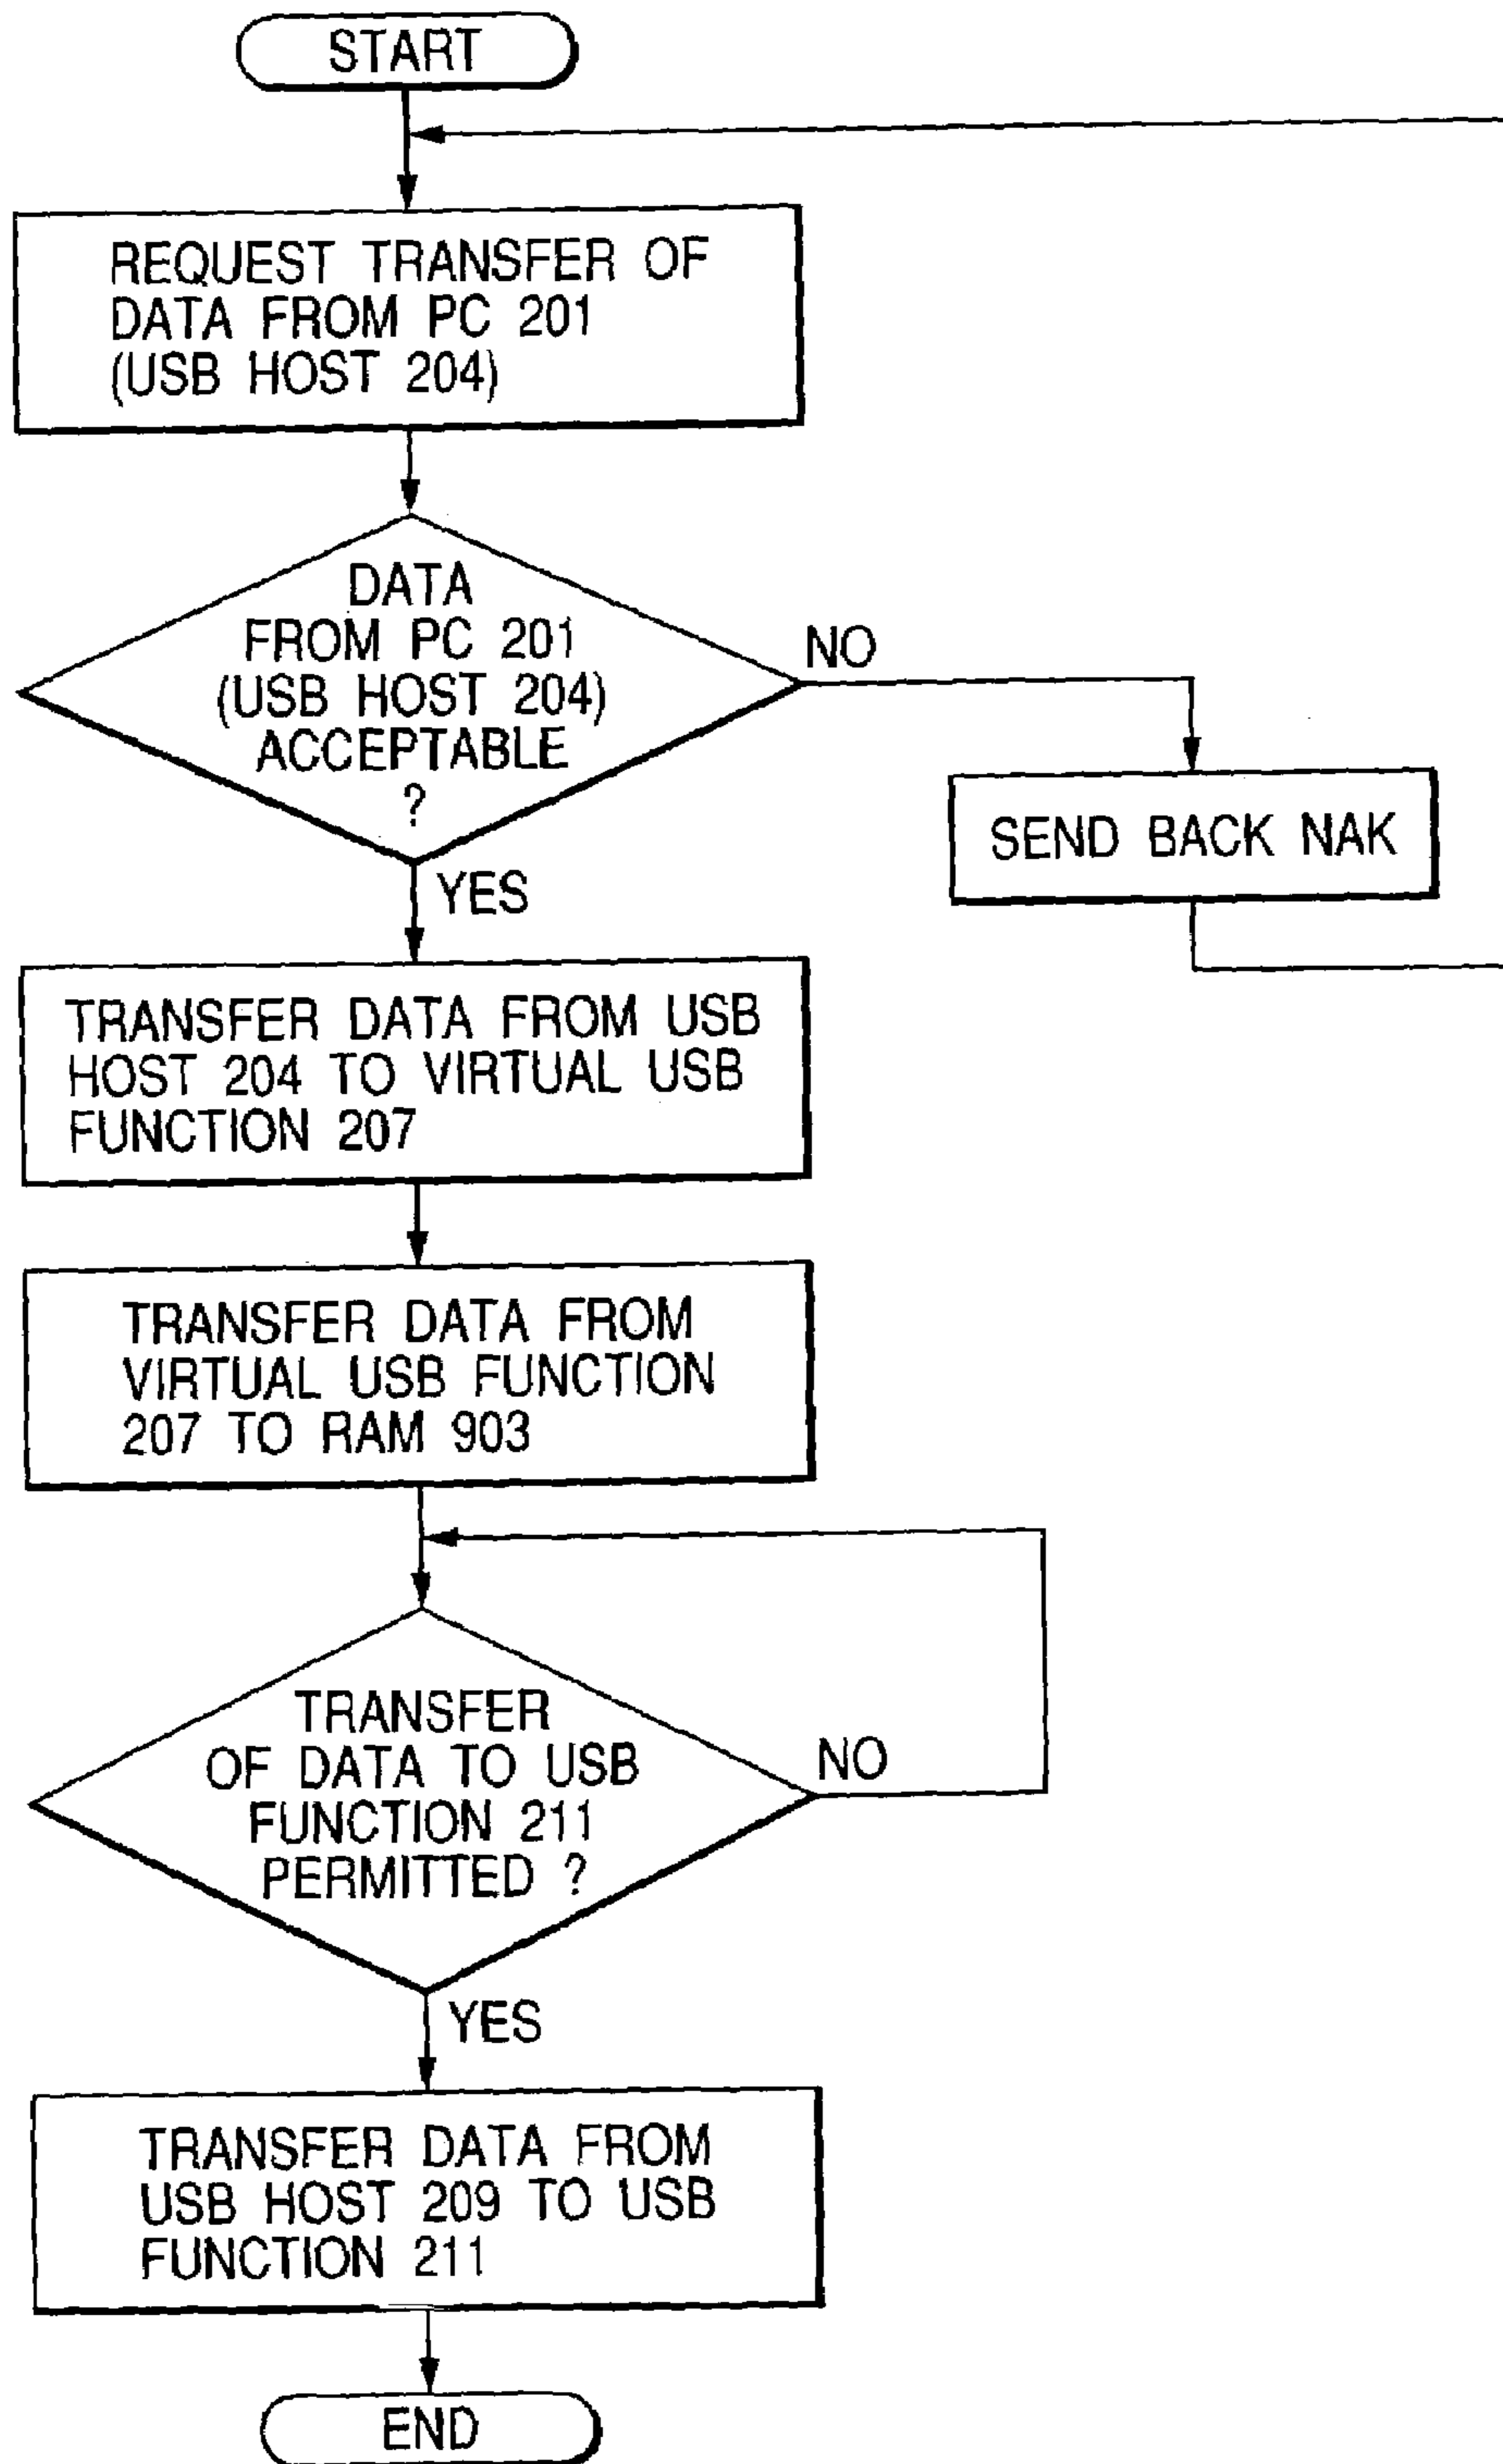 START
REQUEST TRANSFER OF
DATA FROM PC 201
(USB HOST 204)
DATA
FROM PC 201
(USB HOST 204)
ACCEPTABLE
?
NO
SEND BACK NAK
YES
TRANSFER DATA FROM USB
HOST 204 TO VIRTUAL USB
FUNCTION 207
TRANSFER DATA FROM
VIRTUAL USB FUNCTION
207 TO RAM 903
TRANSFER
OF DATA TO USB
FUNCTION 211
PERMITTED ?
NO
YES
TRANSFER DATA FROM
USB HOST 209 TO USB
FUNCTION 211
END